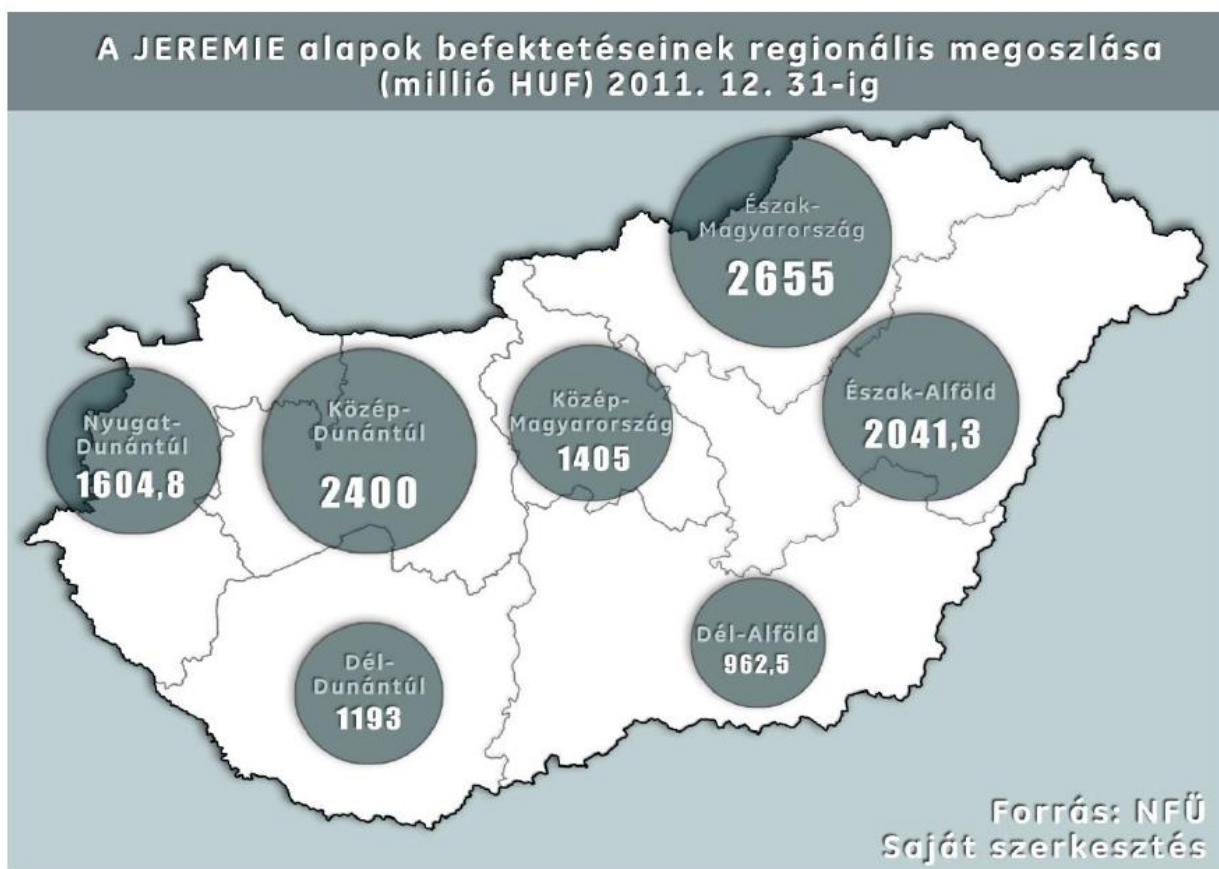 A JEREMIE alapok befektetéseinek regionális megoszlása
(millió HUF) 2011. 12. 31-ig
Észak-
Magyarország
2655
Nyugat-
Dunántúl
1604,8
Közép-
Dunántúl
2400
Közép-
Magyarország
1405
Észak-Alföld
2041,3
Dél-
Dunántúl
1193
Dél-Alföld
962,5
Forrás: NFÜ
Saját szerkesztés